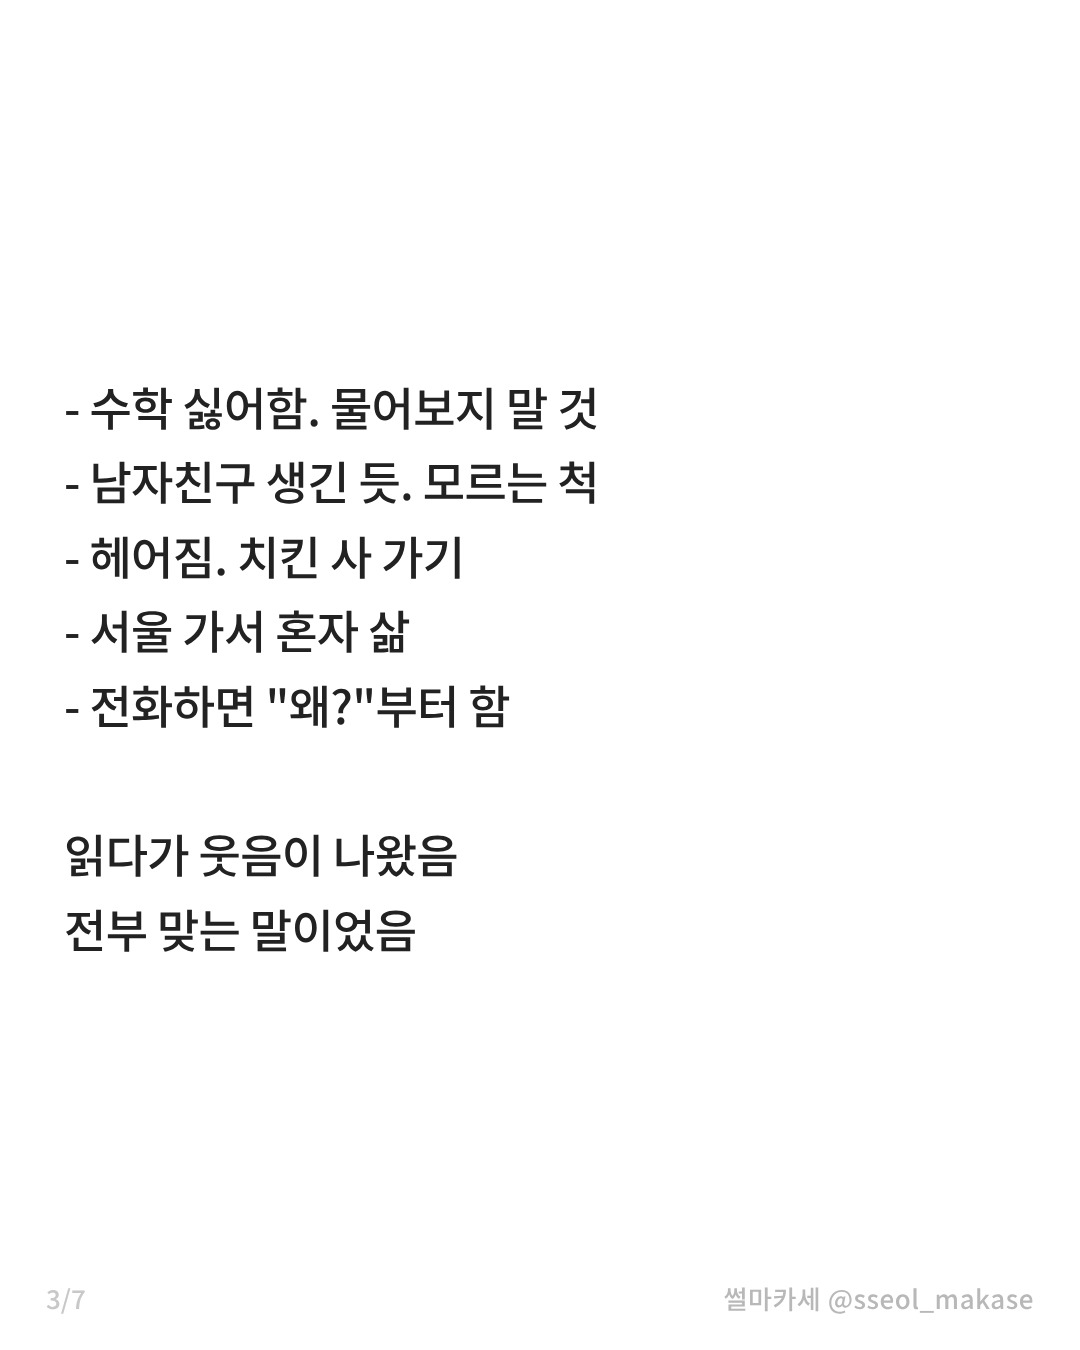 - 수학 싫어함. 물어보지 말 것
- 남자친구 생긴 듯. 모르는 척
- 헤어짐. 치킨 사 가기
- 서울 가서 혼자 삶
- 전화하면 "왜?"부터 함
읽다가 웃음이 나왔음
전부 맞는 말이었음
3/7
썰마카세 @sseol_makase